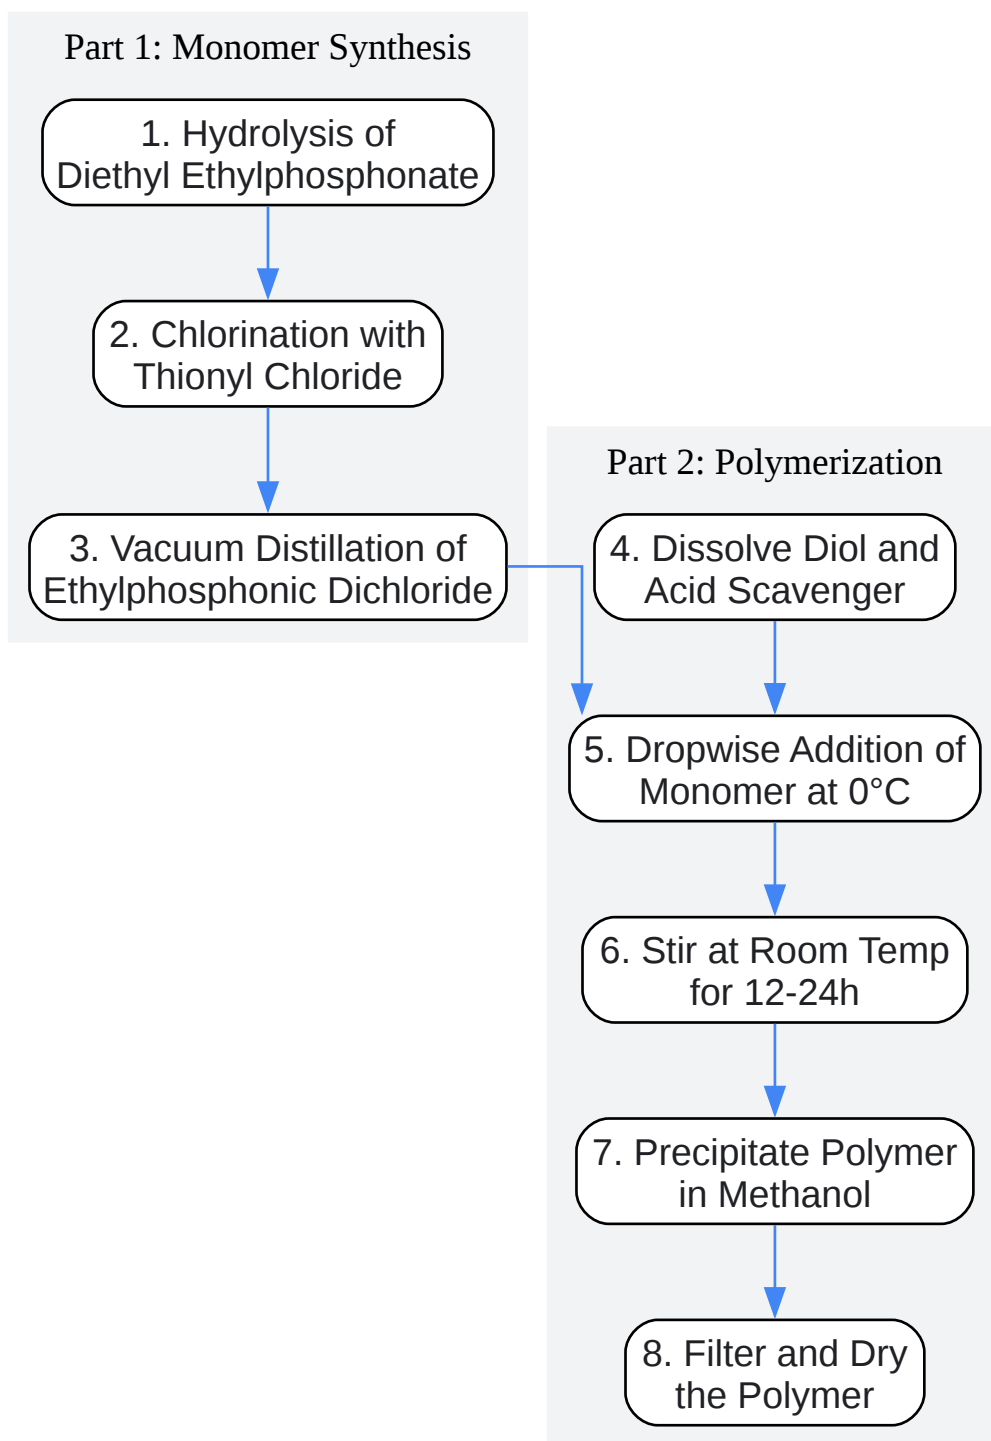 Part 1: Monomer Synthesis
1. Hydrolysis of
Diethyl Ethylphosphonate
2. Chlorination with
Thionyl Chloride
3. Vacuum Distillation of
Ethylphosphonic Dichloride
Part 2: Polymerization
4. Dissolve Diol and
Acid Scavenger
5. Dropwise Addition of
Monomer at 0°C
6. Stir at Room Temp
for 12-24h
7. Precipitate Polymer
in Methanol
8. Filter and Dry
the Polymer